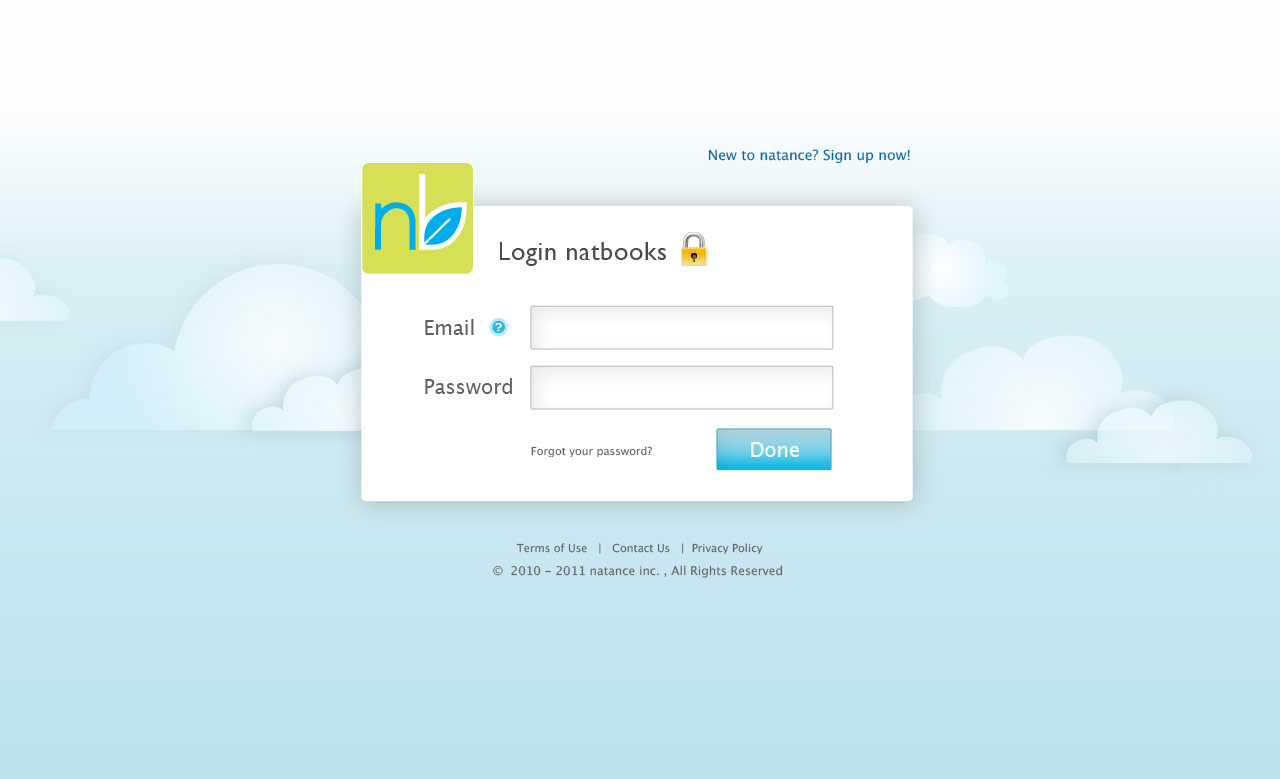 New to natance? Sign up now!
nb
Login natbooks
Email ?
Password
Forgot your password? Done
Terms of Use | Contact Us | Privacy Policy
© 2010 - 2011 natance inc. , All Rights Reserved